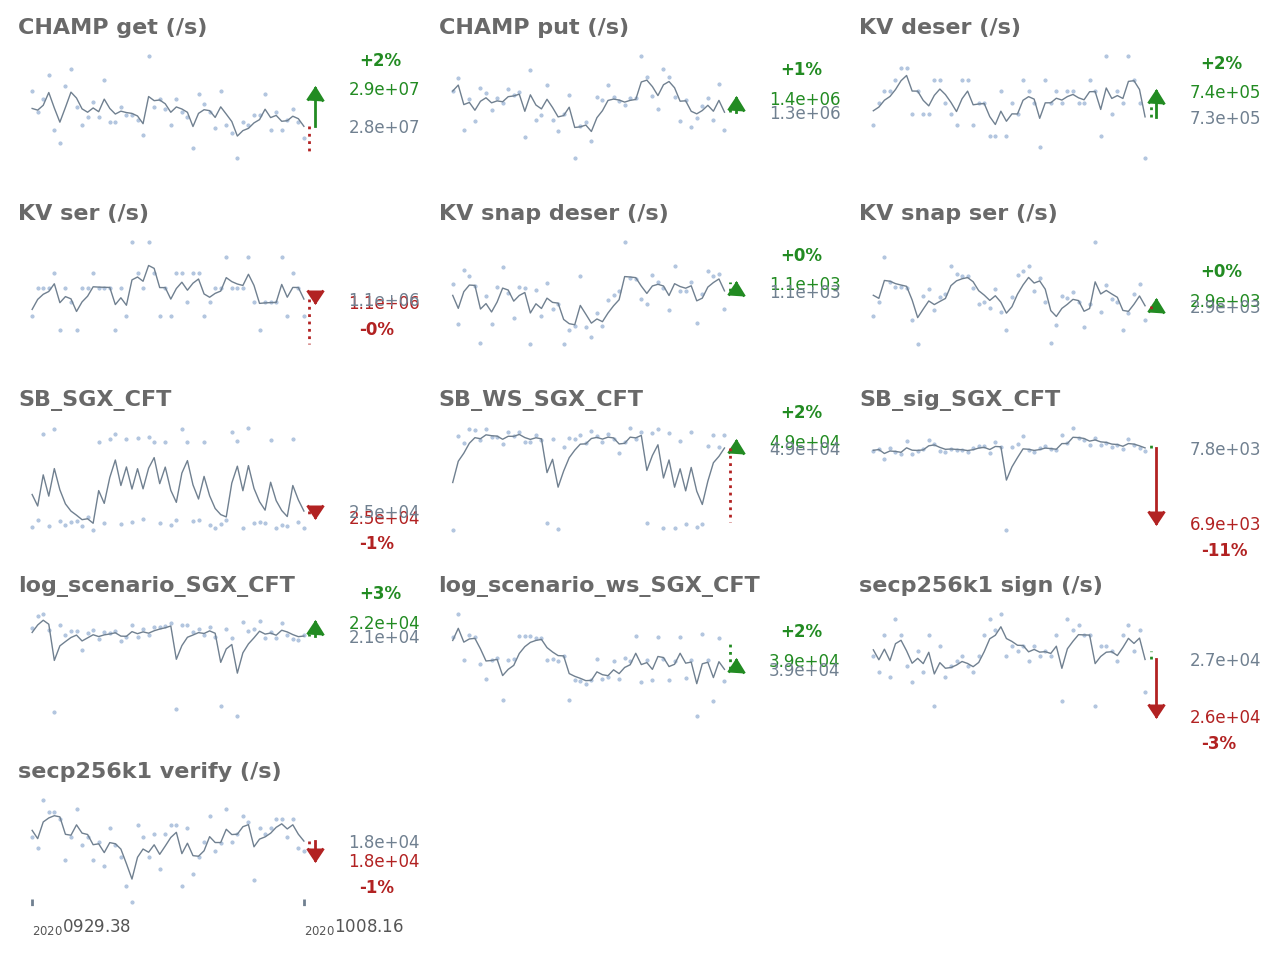 CHAMP get (/s)
+2%
2.9e+07
2.8e+07
CHAMP put (/s)
+1%
1.4e+06
1.3e+06
KV deser (/s)
+2%
7.4e+05
7.3e+05
KV ser (/s)
1.1e+06
1.1e+06
-0%
KV snap deser (/s)
+0%
1.1e+03
1.1e+03
KV snap ser (/s)
+0%
2.9e+03
2.9e+03
SB_SGX_CFT
2.5e+04
2.5e+04
-1%
SB_WS_SGX_CFT
+2%
4.9e+04
4.9e+04
SB_sig_SGX_CFT
7.8e+03
6.9e+03
-11%
log_scenario_SGX_CFT
+3%
2.2e+04
2.1e+04
log_scenario_ws_SGX_CFT
+2%
3.9e+04
3.9e+04
secp256k1 sign (/s)
2.7e+04
2.6e+04
-3%
secp256k1 verify (/s)
1.8e+04
1.8e+04
-1%
20200929.38
20201008.16